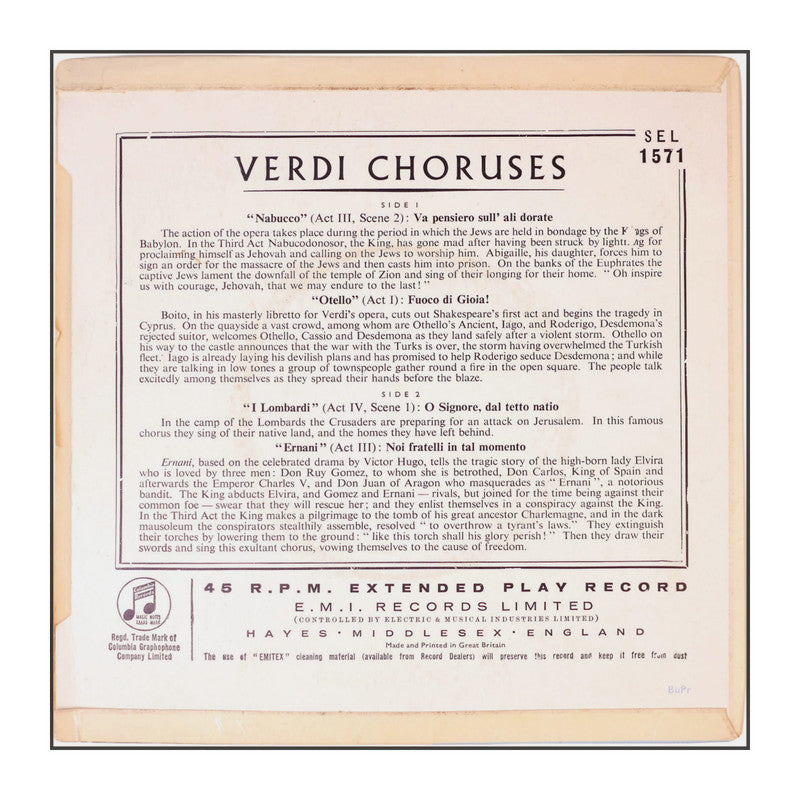 SEL
1571
VERDI CHORUSES
SIDE 1
"Nabucco" (Act III, Scene 2): Va pensiero sull' ali dorate
The action of the opera takes place during the period in which the Jews are held in bondage by the K gs of
Babylon. In the Third Act Nabucodonosor, the King, has gone mad after having been struck by lightr. .ng for
proclaiming himself as Jehovah and calling on the Jews to worship him. Abigaille, his daughter, forces him to
sign an order for the massacre of the Jews and then casts him into prison. On the banks of the Euphrates the
captive Jews lament the downfall of the temple of Zion and sing of their longing for their home. " Oh inspire
us with courage, Jehovah, that we may endure to the last ! "
"Otello" (Act 1): Fuoco di Gioia!
Boito, in his masterly libretto for Verdi's opera, cuts out Shakespeare's first act and begins the tragedy in
Cyprus. On the quayside a vast crowd, among whom are Othello's Ancient, Iago, and Roderigo, Desdemona's
rejected suitor, welcomes Othello, Cassio and Desdemona as they land safely after a violent storm. Othello on
his way to the castle announces that the war with the Turks is over, the storm having overwhelmed the Turkish
fleet. Iago is already laying his devilish plans and has promised to help Roderigo seduce Desdemona; and while
they are talking in low tones a group of townspeople gather round a fire in the open square. The people talk
excitedly among themselves as they spread their hands before the blaze.
SIDE 2
"I Lombardi" (Act IV, Scene 1): O Signore, dal tetto natio
In the camp of the Lombards the Crusaders are preparing for an attack on Jerusalem. In this famous
chorus they sing of their native land, and the homes they have left behind.
"Ernani" (Act III): Noi fratelli in tal momento
Ernani, based on the celebrated drama by Victor Hugo, tells the tragic story of the high-born lady Elvira
who is loved by three men: Don Ruy Gomez, to whom she is betrothed, Don Carlos, King of Spain and
afterwards the Emperor Charles V, and Don Juan of Aragon who masquerades as " Ernani ", a notorious
bandit. The King abducts Elvira, and Gomez and Ernani — rivals, but joined for the time being against their
common foe — swear that they will rescue her; and they enlist themselves in a conspiracy against the King.
In the Third Act the King makes a pilgrimage to the tomb of his great ancestor Charlemagne, and in the dark
mausoleum the conspirators stealthily assemble, resolved " to overthrow a tyrant's laws." They extinguish
their torches by lowering them to the ground: " like this torch shall his glory perish ! " Then they draw their
swords and sing this exultant chorus, vowing themselves to the cause of freedom.
Columbia
Records
MAGIC NOTES
TRADE MARK
Regd. Trade Mark of
Columbia Graphophone
Company Limited
45 R.P.M. EXTENDED PLAY RECORD
E.M.I. RECORDS LIMITED
(CONTROLLED BY ELECTRIC & MUSICAL INDUSTRIES LIMITED)
HAYES · MIDDLESEX · ENGLAND
Made and Printed in Great Britain
The use of "EMITEX" cleaning material (available from Record Dealers) will preserve this record and keep it free from dust
BuPr